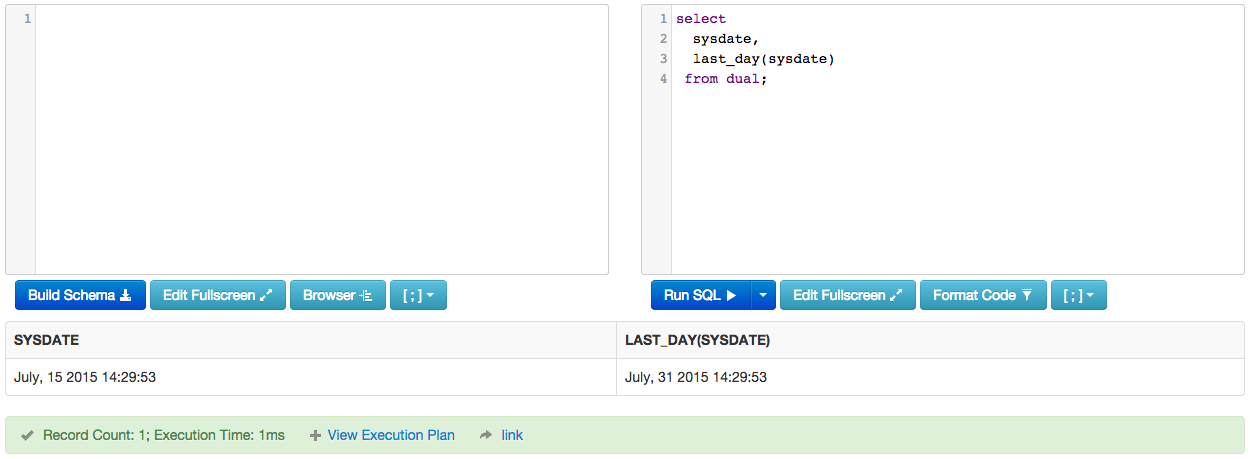 1
1 select
2 sysdate,
3 last_day(sysdate)
4 from dual;
Build Schema Edit Fullscreen Browser [ ; ] Run SQL Edit Fullscreen Format Code [ ; ]
SYSDATE LAST_DAY(SYSDATE)
July, 15 2015 14:29:53 July, 31 2015 14:29:53
Record Count: 1; Execution Time: 1ms View Execution Plan link